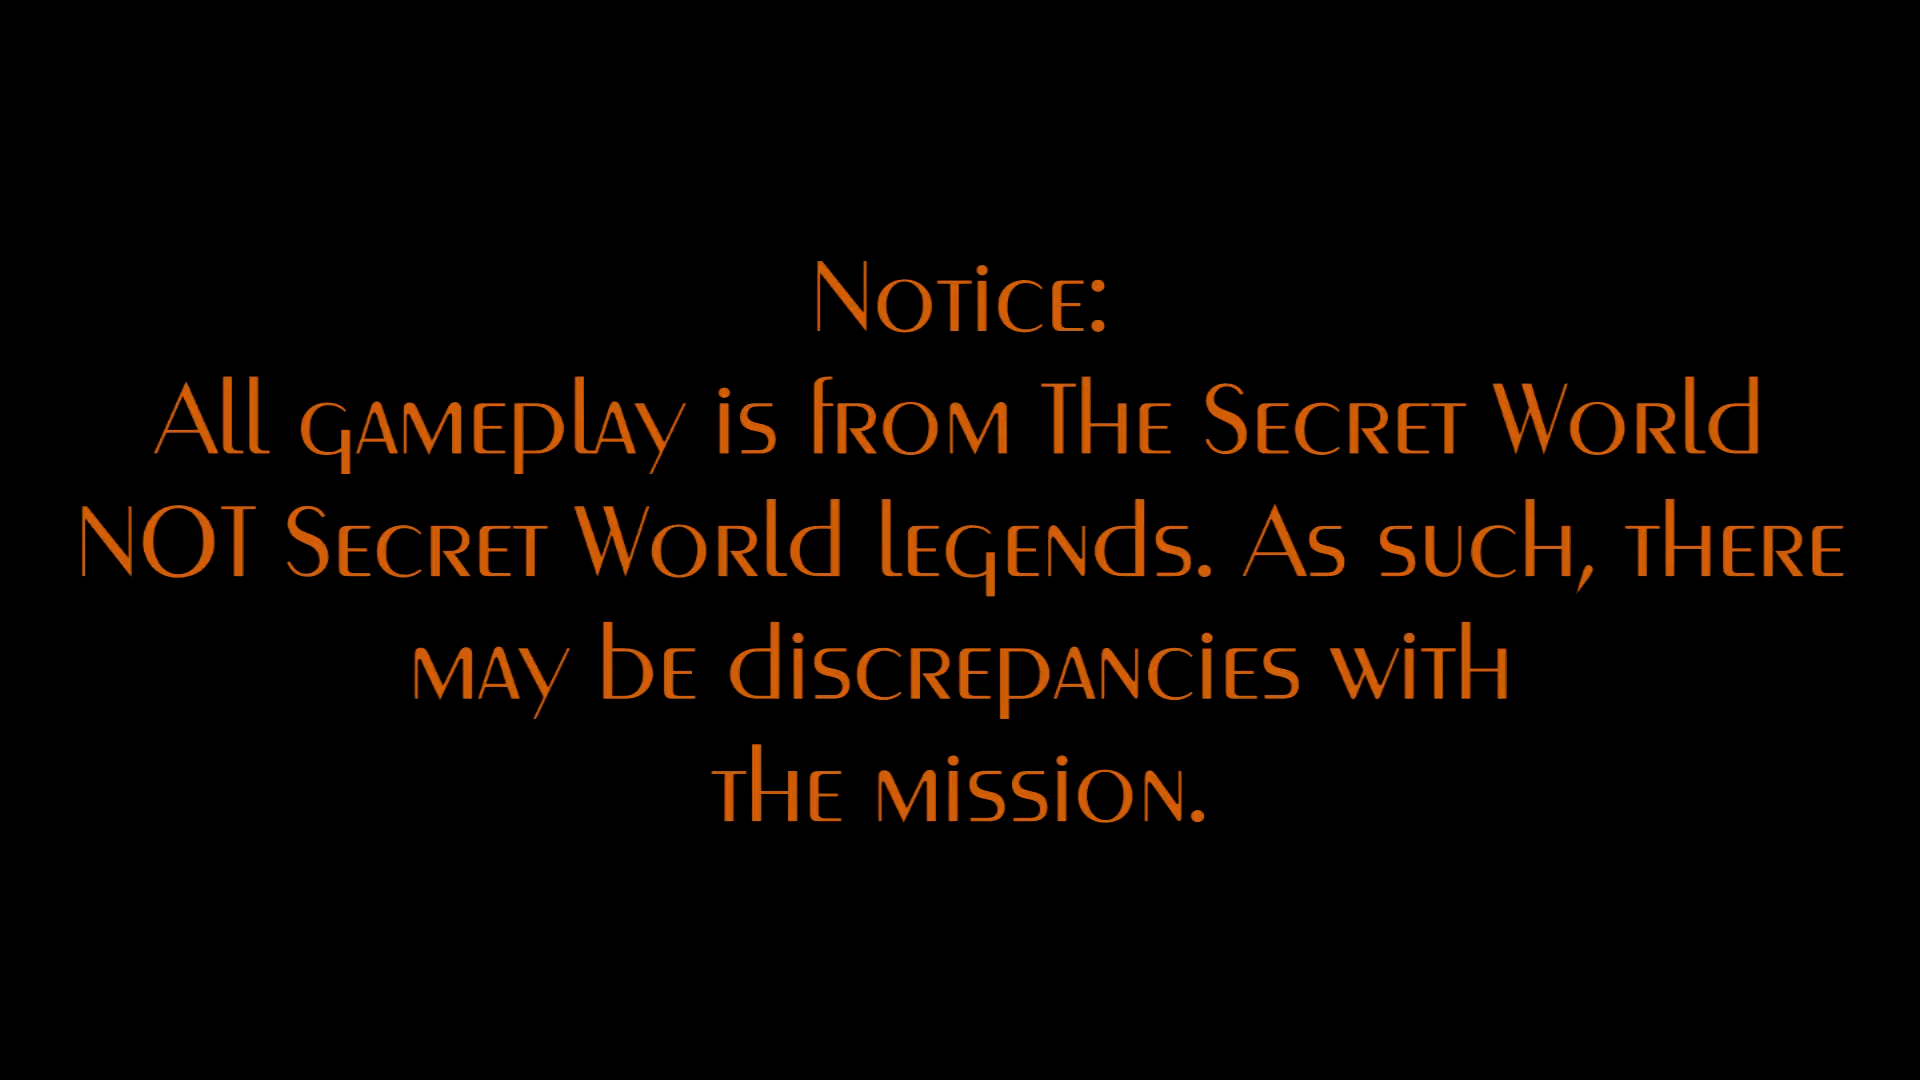 Notice:
All gameplay is from The Secret World
NOT Secret World legends. As such, there
may be discrepancies with
the mission.